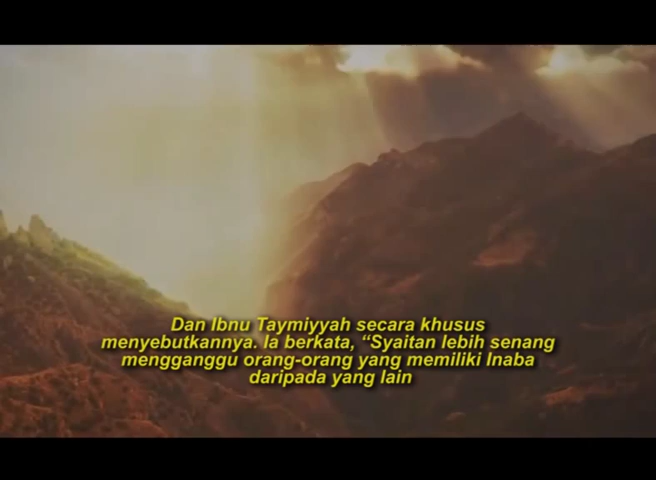 Dan Ibnu Taymiyyah secara khusus
menyebutkannya. Ia berkata, “Syaitan lebih senang
mengganggu orang-orang yang memiliki Inaba
daripada yang lain